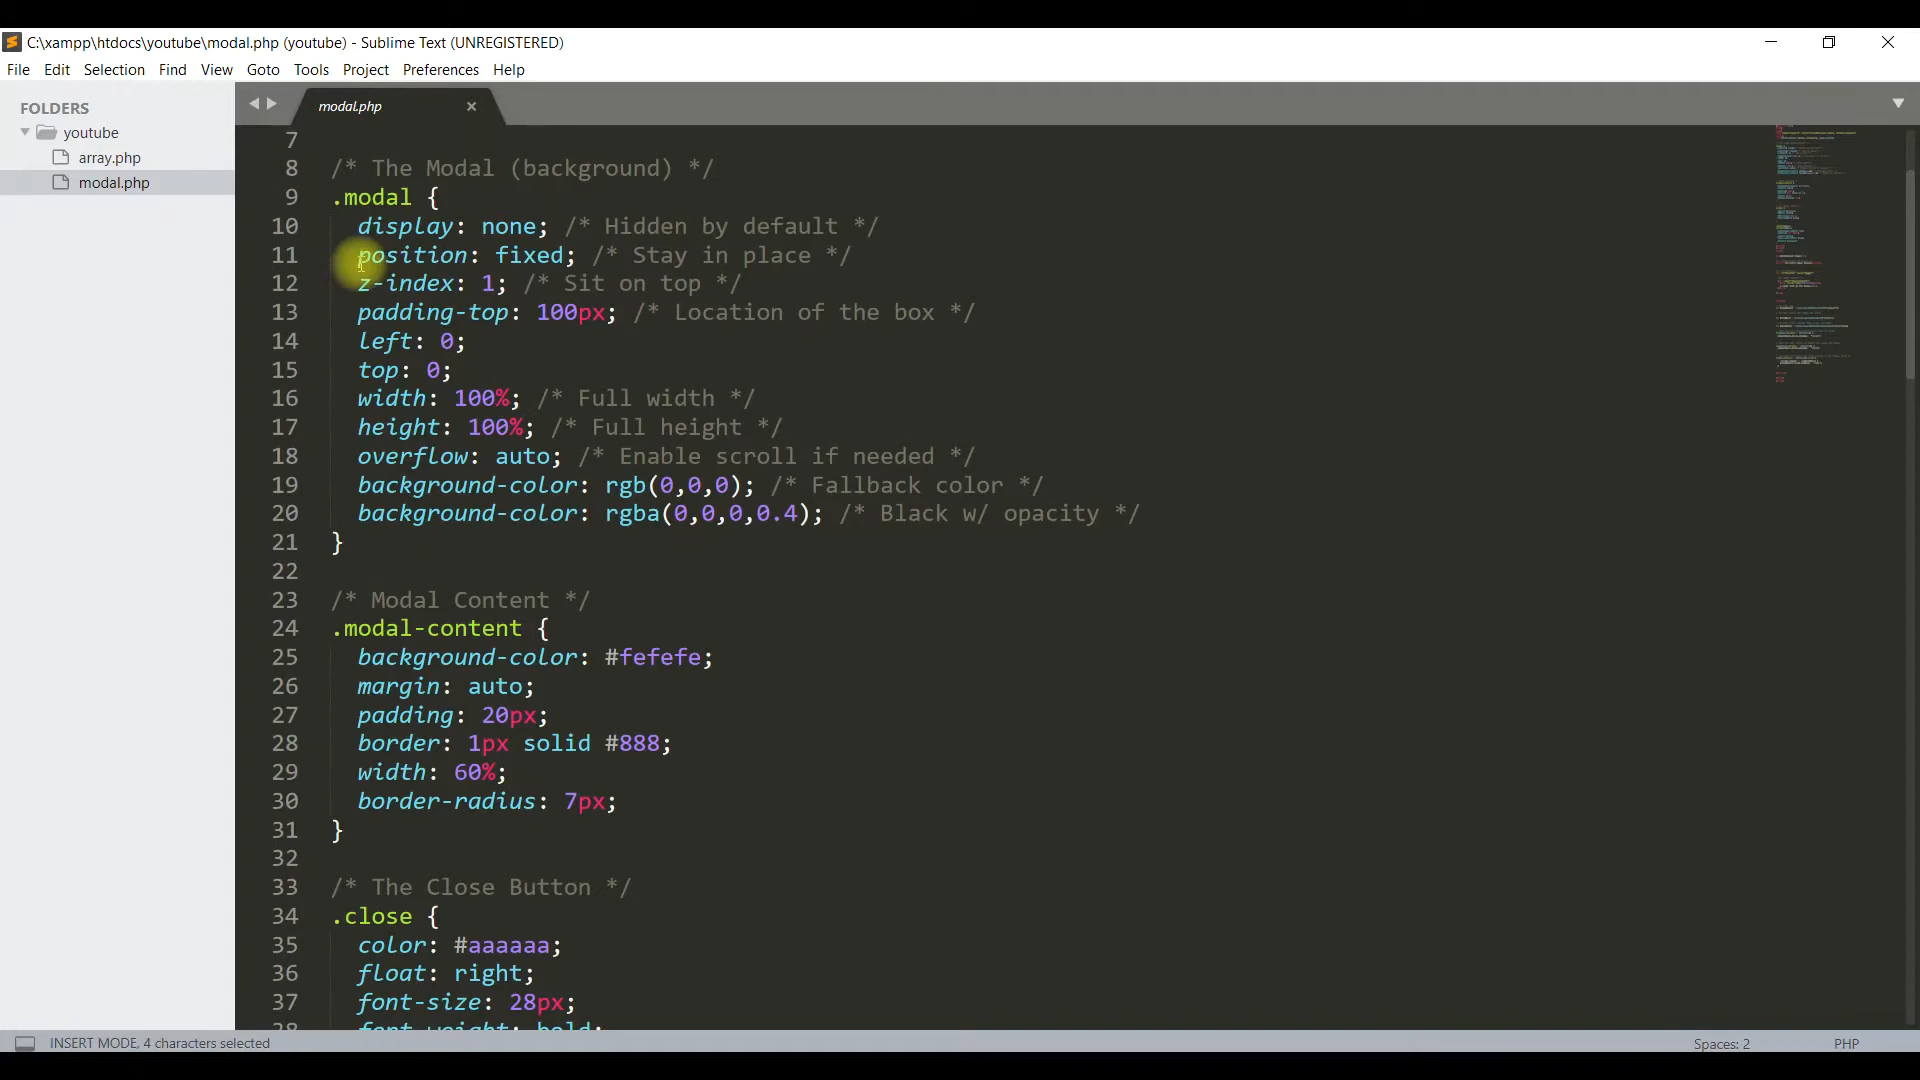 C:\xampp\htdocs\youtube\modal.php (youtube) - Sublime Text (UNREGISTERED)
File Edit Selection Find View Goto Tools Project Preferences Help
FOLDERS
youtube
array.php
modal.php
modal.php
7
8 /* The Modal (background) */
9 .modal {
10 display: none; /* Hidden by default */
11 position: fixed; /* Stay in place */
12 z-index: 1; /* Sit on top */
13 padding-top: 100px; /* Location of the box */
14 left: 0;
15 top: 0;
16 width: 100%; /* Full width */
17 height: 100%; /* Full height */
18 overflow: auto; /* Enable scroll if needed */
19 background-color: rgb(0,0,0); /* Fallback color */
20 background-color: rgba(0,0,0,0.4); /* Black w/ opacity */
21 }
22
23 /* Modal Content */
24 .modal-content {
25 background-color: #fefefe;
26 margin: auto;
27 padding: 20px;
28 border: 1px solid #888;
29 width: 60%;
30 border-radius: 7px;
31 }
32
33 /* The Close Button */
34 .close {
35 color: #aaaaaa;
36 float: right;
37 font-size: 28px;
38 font-weight: bold;
INSERT MODE, 4 characters selected
Spaces: 2
PHP